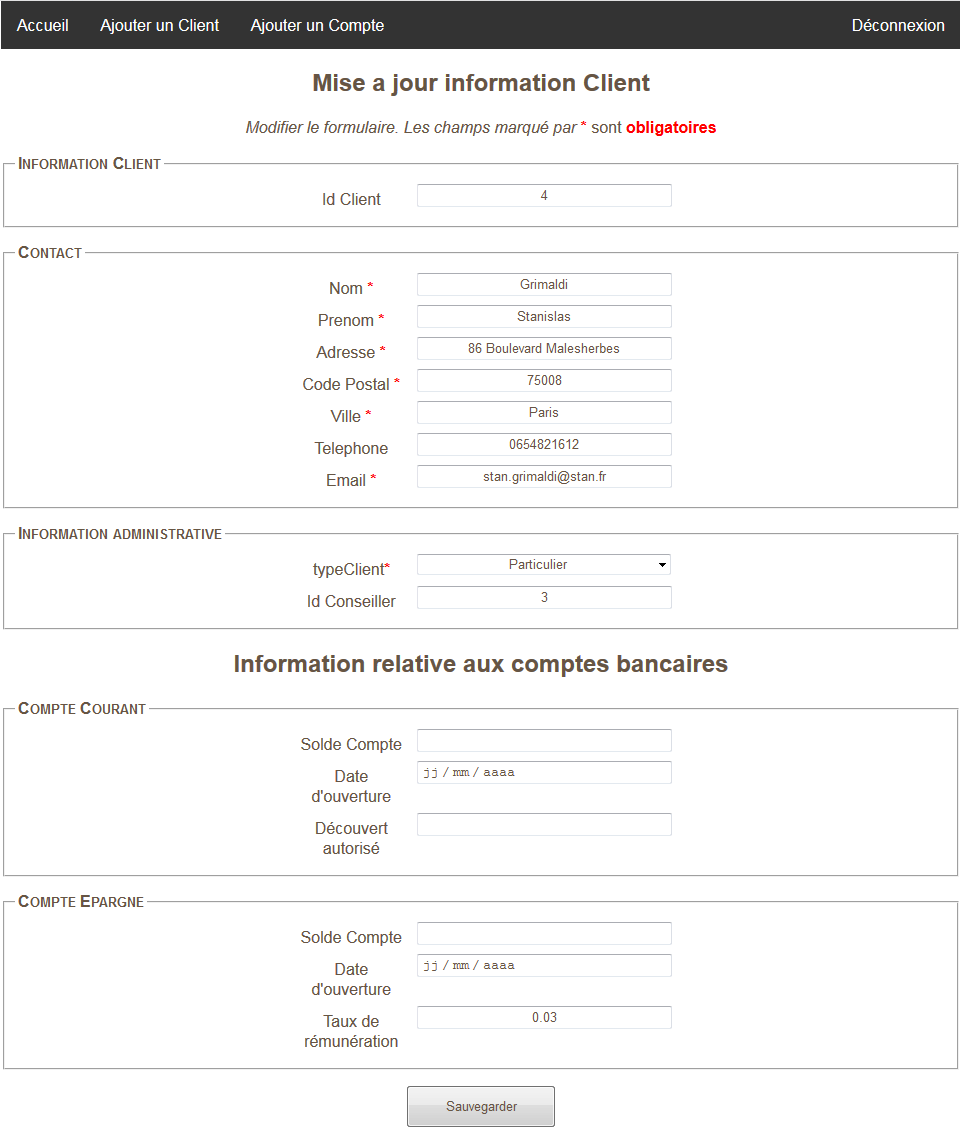 Accueil Ajouter un Client Ajouter un Compte Déconnexion
Mise a jour information Client
Modifier le formulaire. Les champs marqué par * sont obligatoires
INFORMATION CLIENT
Id Client 4
CONTACT
Nom * Grimaldi
Prenom * Stanislas
Adresse * 86 Boulevard Malesherbes
Code Postal * 75008
Ville * Paris
Telephone 0654821612
Email * stan.grimaldi@stan.fr
INFORMATION ADMINISTRATIVE
typeClient* Particulier
Id Conseiller 3
Information relative aux comptes bancaires
COMPTE COURANT
Solde Compte
Date jj / mm / aaaa
d'ouverture
Découvert
autorisé
COMPTE EPARGNE
Solde Compte
Date jj / mm / aaaa
d'ouverture
Taux de 0.03
rémunération
Sauvegarder